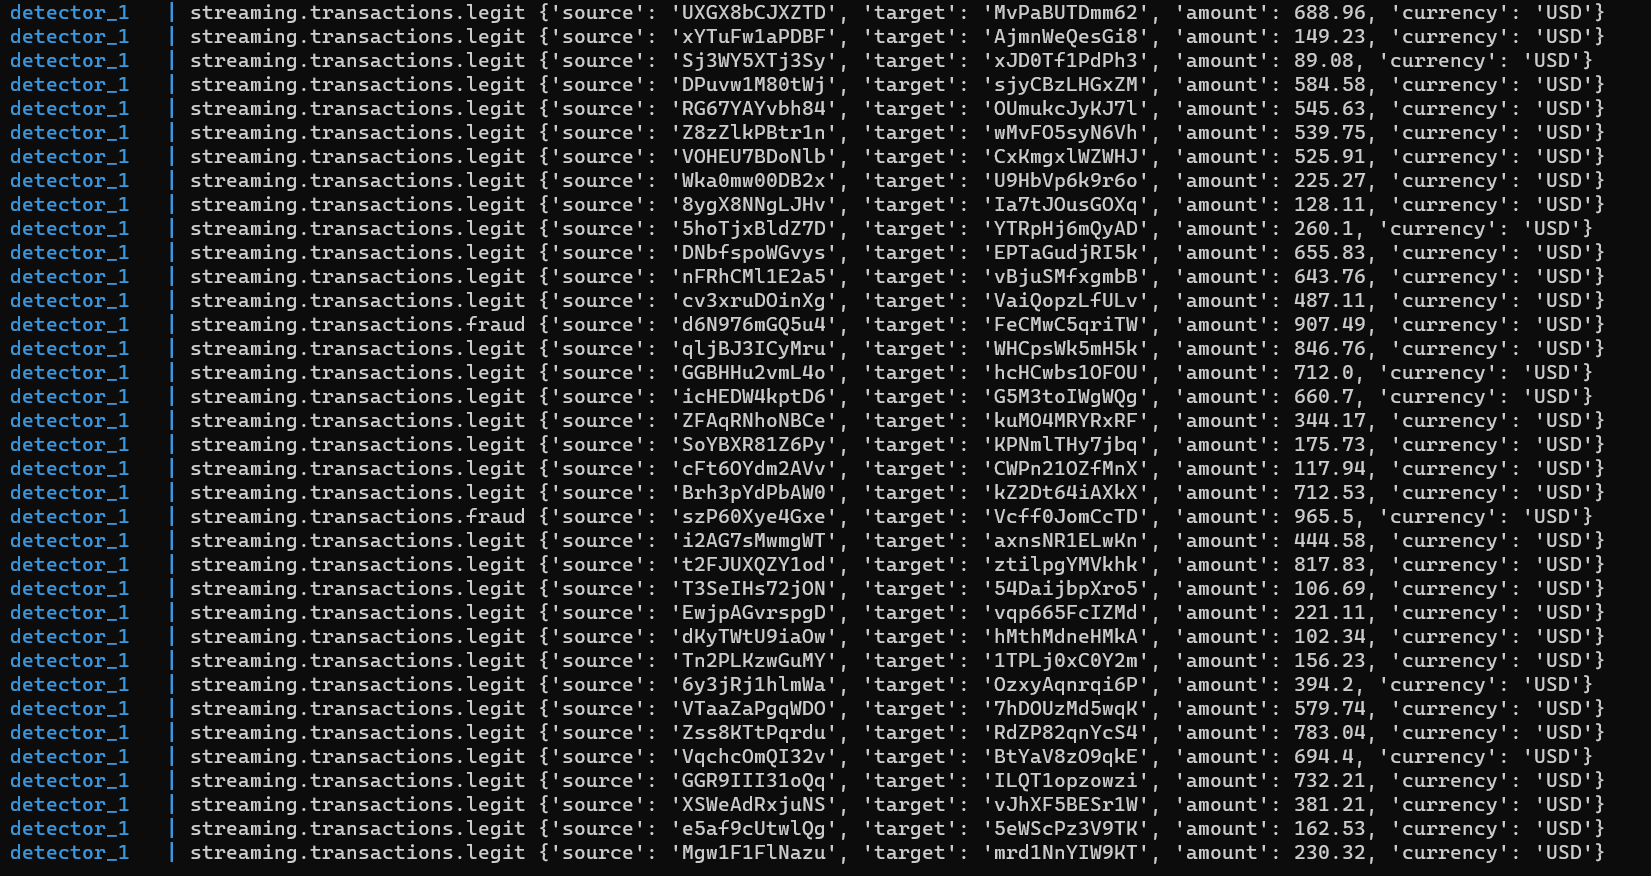 detector_1   | streaming.transactions.legit {'source': 'UXGX8bCJXZTD', 'target': 'MvPaBUTDmm62', 'amount': 688.96, 'currency': 'USD'}
detector_1   | streaming.transactions.legit {'source': 'xYTuFw1aPDBF', 'target': 'AjmnWeQesGi8', 'amount': 149.23, 'currency': 'USD'}
detector_1   | streaming.transactions.legit {'source': 'Sj3WY5XTj3Sy', 'target': 'xJD0Tf1PdPh3', 'amount': 89.08, 'currency': 'USD'}
detector_1   | streaming.transactions.legit {'source': 'DPuvw1M80tWj', 'target': 'sjyCBzLHGxZM', 'amount': 584.58, 'currency': 'USD'}
detector_1   | streaming.transactions.legit {'source': 'RG67YAYvbh84', 'target': 'OUmukcJyKJ7l', 'amount': 545.63, 'currency': 'USD'}
detector_1   | streaming.transactions.legit {'source': 'Z8zZlkPBtr1n', 'target': 'wMvFO5syN6Vh', 'amount': 539.75, 'currency': 'USD'}
detector_1   | streaming.transactions.legit {'source': 'VOHEU7BDoNlb', 'target': 'CxKmgxlWZWHJ', 'amount': 525.91, 'currency': 'USD'}
detector_1   | streaming.transactions.legit {'source': 'Wka0mw00DB2x', 'target': 'U9HbVp6k9r6o', 'amount': 225.27, 'currency': 'USD'}
detector_1   | streaming.transactions.legit {'source': '8ygX8NNgLJHv', 'target': 'Ia7tJOusGOXq', 'amount': 128.11, 'currency': 'USD'}
detector_1   | streaming.transactions.legit {'source': '5hoTjxBldZ7D', 'target': 'YTRpHj6mQyAD', 'amount': 260.1, 'currency': 'USD'}
detector_1   | streaming.transactions.legit {'source': 'DNbfspoWGvys', 'target': 'EPTaGudjRI5k', 'amount': 655.83, 'currency': 'USD'}
detector_1   | streaming.transactions.legit {'source': 'nFRhCMl1E2a5', 'target': 'vBjuSMfxgmbB', 'amount': 643.76, 'currency': 'USD'}
detector_1   | streaming.transactions.legit {'source': 'cv3xruDOinXg', 'target': 'VaiQopzLfULv', 'amount': 487.11, 'currency': 'USD'}
detector_1   | streaming.transactions.fraud {'source': 'd6N976mGQ5u4', 'target': 'FeCMwC5qriTW', 'amount': 907.49, 'currency': 'USD'}
detector_1   | streaming.transactions.legit {'source': 'qljBJ3ICyMru', 'target': 'WHCpsWk5mH5k', 'amount': 846.76, 'currency': 'USD'}
detector_1   | streaming.transactions.legit {'source': 'GGBHHu2vmL4o', 'target': 'hcHCwbs1OFOU', 'amount': 712.0, 'currency': 'USD'}
detector_1   | streaming.transactions.legit {'source': 'icHEDW4kptD6', 'target': 'G5M3toIWgWQg', 'amount': 660.7, 'currency': 'USD'}
detector_1   | streaming.transactions.legit {'source': 'ZFAqRNhoNBCe', 'target': 'kuMO4MRYRxRF', 'amount': 344.17, 'currency': 'USD'}
detector_1   | streaming.transactions.legit {'source': 'SoYBXR81Z6Py', 'target': 'KPNmlTHy7jbq', 'amount': 175.73, 'currency': 'USD'}
detector_1   | streaming.transactions.legit {'source': 'cFt6OYdm2AVv', 'target': 'CWPn21OZfMnX', 'amount': 117.94, 'currency': 'USD'}
detector_1   | streaming.transactions.legit {'source': 'Brh3pYdPbAW0', 'target': 'kZ2Dt64iAXkX', 'amount': 712.53, 'currency': 'USD'}
detector_1   | streaming.transactions.fraud {'source': 'szP60Xye4Gxe', 'target': 'Vcff0JomCcTD', 'amount': 965.5, 'currency': 'USD'}
detector_1   | streaming.transactions.legit {'source': 'i2AG7sMwmgWT', 'target': 'axnsNR1ELwKn', 'amount': 444.58, 'currency': 'USD'}
detector_1   | streaming.transactions.legit {'source': 't2FJUXQZY1od', 'target': 'ztilpgYMVkhk', 'amount': 817.83, 'currency': 'USD'}
detector_1   | streaming.transactions.legit {'source': 'T3SeIHs72jON', 'target': '54DaijbpXro5', 'amount': 106.69, 'currency': 'USD'}
detector_1   | streaming.transactions.legit {'source': 'EwjpAGvrspgD', 'target': 'vqp665FcIZMd', 'amount': 221.11, 'currency': 'USD'}
detector_1   | streaming.transactions.legit {'source': 'dKyTWtU9iaOw', 'target': 'hMthMdneHMkA', 'amount': 102.34, 'currency': 'USD'}
detector_1   | streaming.transactions.legit {'source': 'Tn2PLKzwGuMY', 'target': '1TPLj0xC0Y2m', 'amount': 156.23, 'currency': 'USD'}
detector_1   | streaming.transactions.legit {'source': '6y3jRj1hlmWa', 'target': 'OzxyAqnrqi6P', 'amount': 394.2, 'currency': 'USD'}
detector_1   | streaming.transactions.legit {'source': 'VTaaZaPgqWDO', 'target': '7hDOUzMd5wqK', 'amount': 579.74, 'currency': 'USD'}
detector_1   | streaming.transactions.legit {'source': 'Zss8KTtPqrdu', 'target': 'RdZP82qnYcS4', 'amount': 783.04, 'currency': 'USD'}
detector_1   | streaming.transactions.legit {'source': 'VqchcOmQI32v', 'target': 'BtYaV8zO9qkE', 'amount': 694.4, 'currency': 'USD'}
detector_1   | streaming.transactions.legit {'source': 'GGR9III31oQq', 'target': 'ILQT1opzowzi', 'amount': 732.21, 'currency': 'USD'}
detector_1   | streaming.transactions.legit {'source': 'XSWeAdRxjuNS', 'target': 'vJhXF5BESr1W', 'amount': 381.21, 'currency': 'USD'}
detector_1   | streaming.transactions.legit {'source': 'e5af9cUtwlQg', 'target': '5eWScPz3V9TK', 'amount': 162.53, 'currency': 'USD'}
detector_1   | streaming.transactions.legit {'source': 'Mgw1F1FlNazu', 'target': 'mrd1NnYIW9KT', 'amount': 230.32, 'currency': 'USD'}